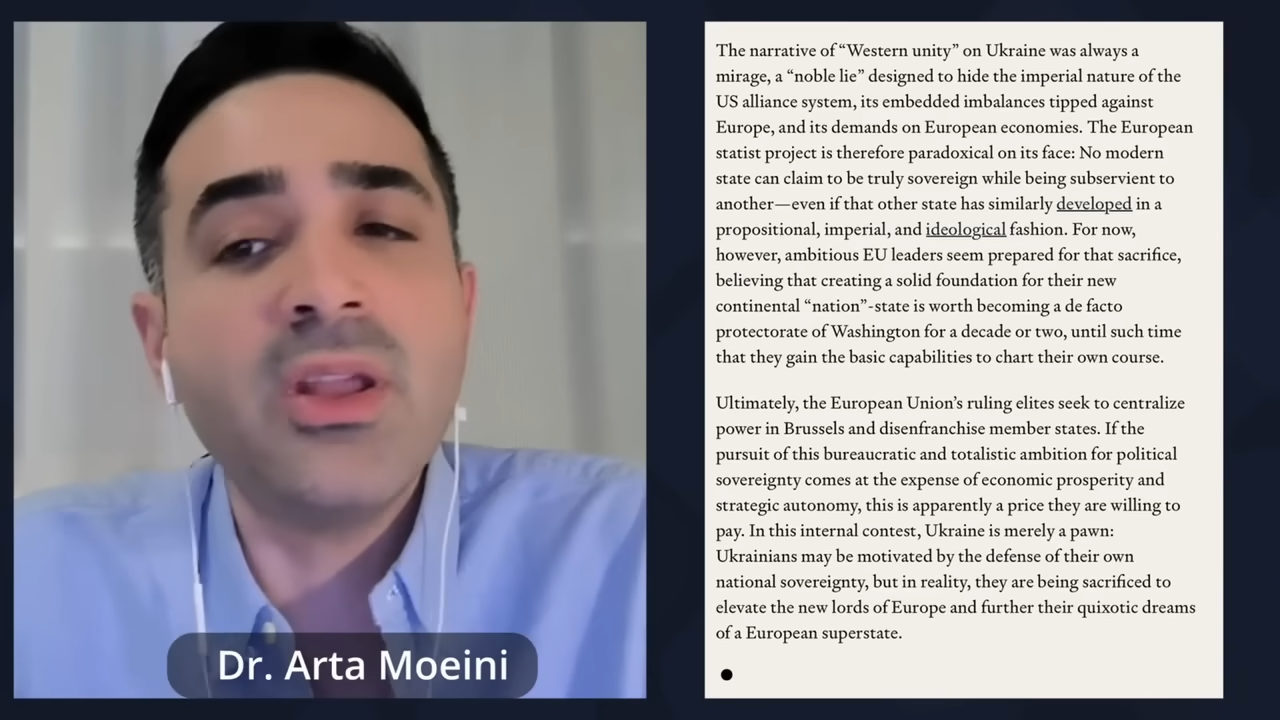 The narrative of “Western unity” on Ukraine was always a
mirage, a “noble lie” designed to hide the imperial nature of the
US alliance system, its embedded imbalances tipped against
Europe, and its demands on European economies. The European
statist project is therefore paradoxical on its face: No modern
state can claim to be truly sovereign while being subservient to
another—even if that other state has similarly developed in a
propositional, imperial, and ideological fashion. For now,
however, ambitious EU leaders seem prepared for that sacrifice,
believing that creating a solid foundation for their new
continental “nation”-state is worth becoming a de facto
protectorate of Washington for a decade or two, until such time
that they gain the basic capabilities to chart their own course.
Ultimately, the European Union’s ruling elites seek to centralize
power in Brussels and disenfranchise member states. If the
pursuit of this bureaucratic and totalistic ambition for political
sovereignty comes at the expense of economic prosperity and
strategic autonomy, this is apparently a price they are willing to
pay. In this internal contest, Ukraine is merely a pawn:
Ukrainians may be motivated by the defense of their own
national sovereignty, but in reality, they are being sacrificed to
elevate the new lords of Europe and further their quixotic dreams
of a European superstate.
Dr. Arta Moeini